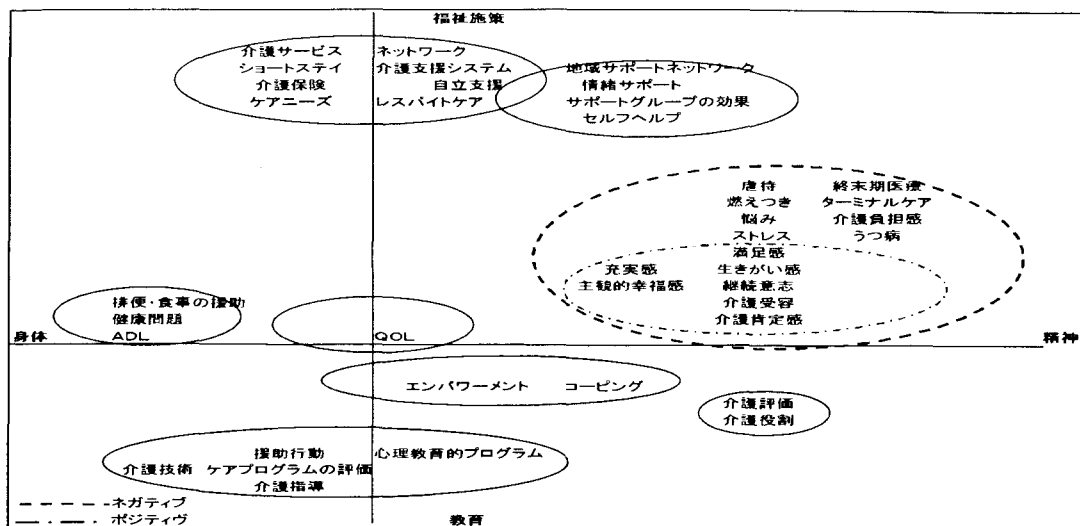 福祉施策
介護サービス ネットワーク
ショートステイ 介護支援システム
介護保険 自立支援
ケアニーズ レスパイトケア
地域サポートネットワーク
情緒サポート
サポートグループの効果
セルフヘルプ
虐待 終末期医療
燃えつき ターミナルケア
悩み 介護負担感
ストレス うつ病
満足感
充実感 生きがい感
主観的幸福感 継続意志
介護受容
介護肯定感
排便・食事の援助
健康問題
ADL
QOL
身体
精神
エンパワーメント コーピング
介護評価
介護役割
援助行動 心理教育的プログラム
介護技術 ケアプログラムの評価
介護指導
ネガティブ
ポジティヴ
教育